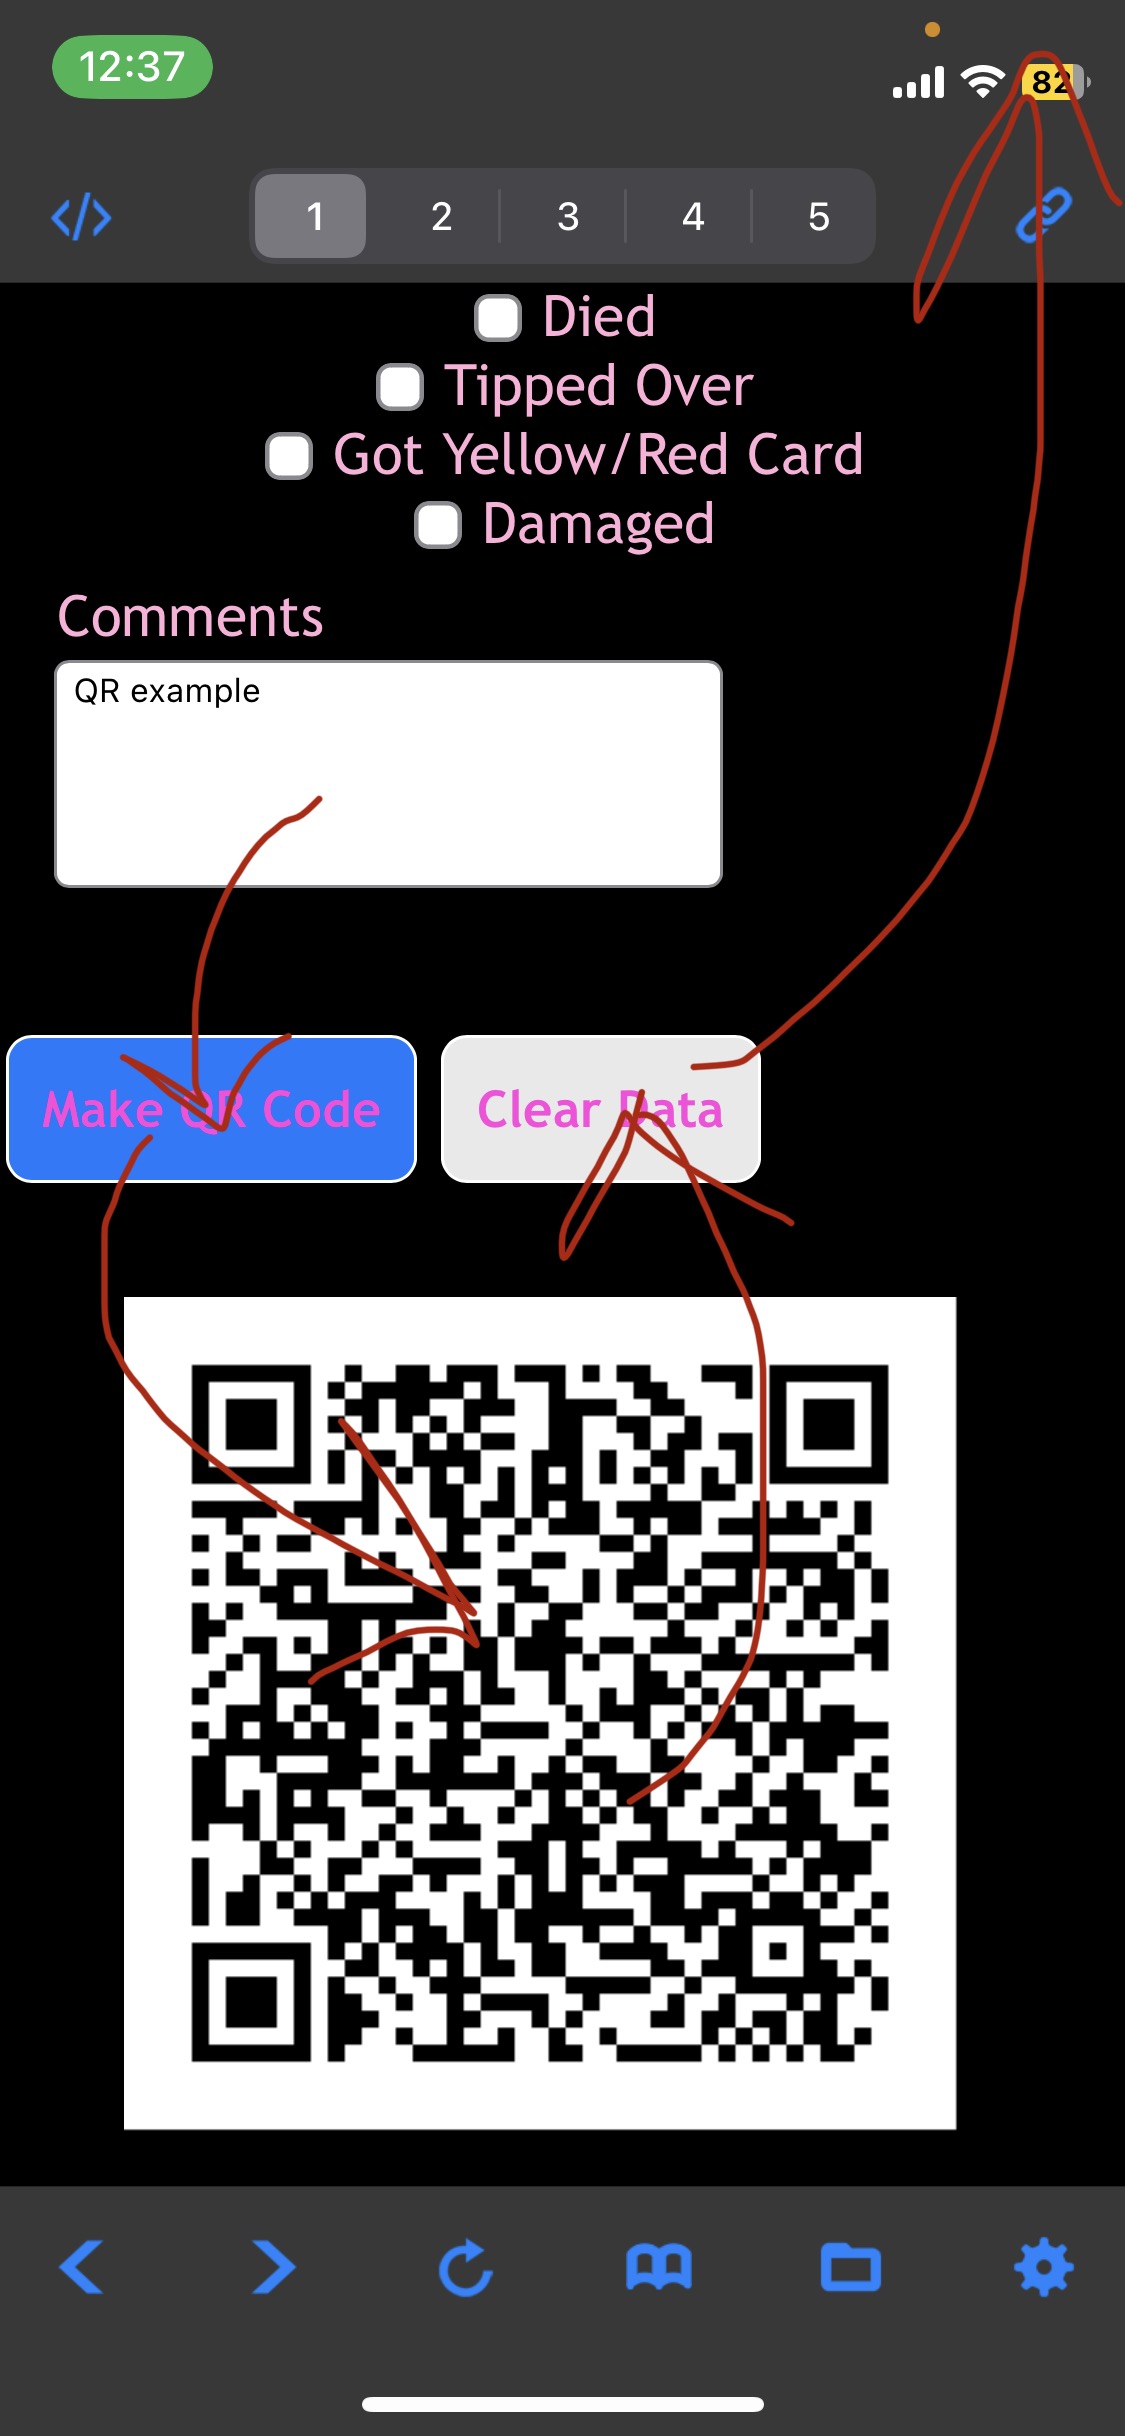 12:37
82
1 2 3 4 5
Died
Tipped Over
Got Yellow/Red Card
Damaged
Comments
QR example
Make QR Code
Clear Data